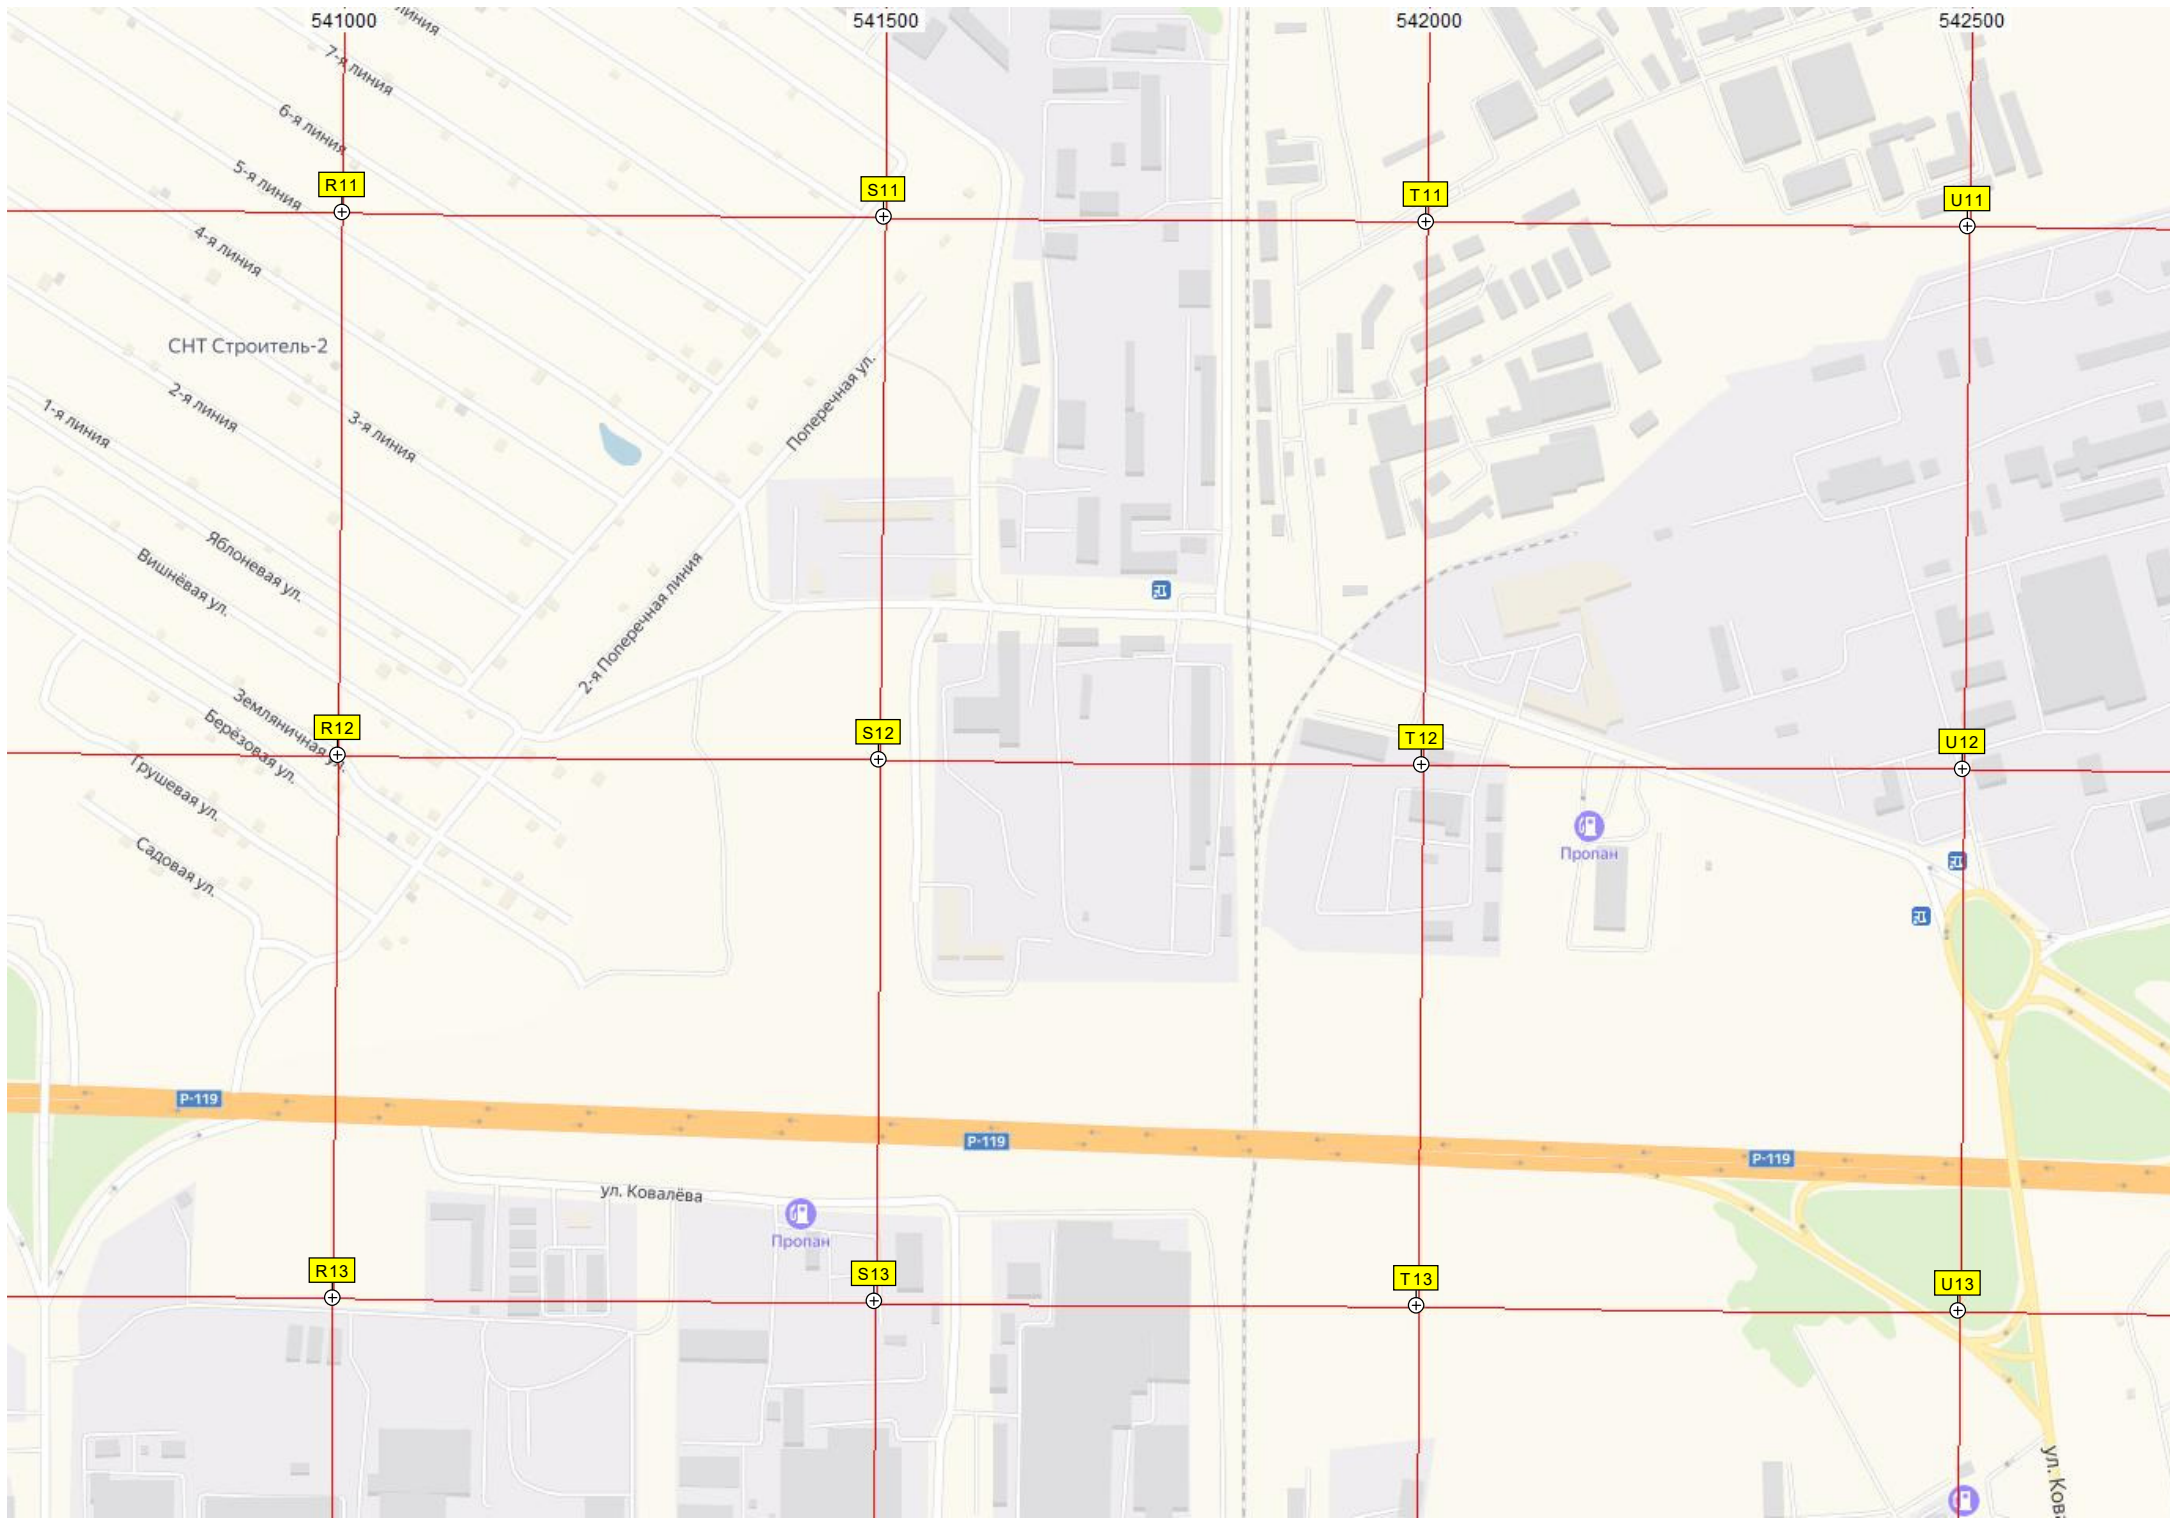 541000 541500 542000 542500
линия
7-я линия
6-я линия
5-я линия
R11 S11 T11 U11
4-я линия
СНТ Строитель-2
2-я линия
Поперечная ул.
1-я линия
3-я линия
Яблоневая ул.
Вишнёвая ул.
2-я Поперечная линия
Земляничная ул.
R12 S12 T12 U12
Берёзовая ул.
Грушевая ул.
Пропан
Садовая ул.
Р-119
Р-119
Р-119
ул. Ковалёва
Пропан
R13 S13 T13 U13
ул. Кова